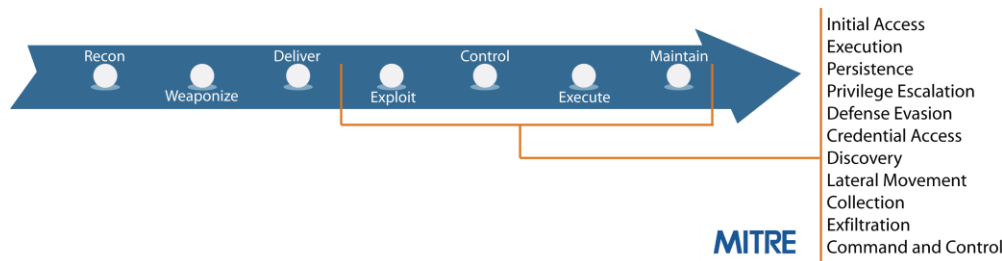 Recon
Weaponize
Deliver
Exploit
Control
Execute
Maintain
Initial Access
Execution
Persistence
Privilege Escalation
Defense Evasion
Credential Access
Discovery
Lateral Movement
Collection
Exfiltration
Command and Control
MITRE